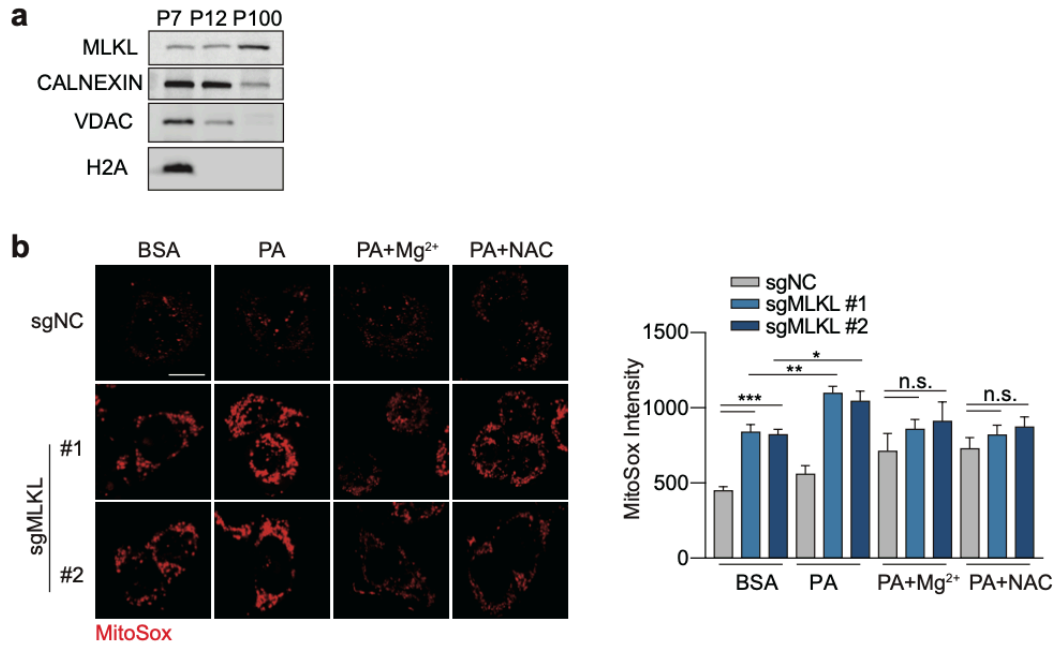 a
P7 P12 P100
MLKL
CALNEXIN
VDAC
H2A
b
BSA PA PA+Mg²⁺ PA+NAC
sgNC
sgMLKL
#1
#2
MitoSox
sgNC
sgMLKL #1
sgMLKL #2
MitoSox Intensity
1500
1000
500
0
*** ** * n.s. n.s.
BSA PA PA+Mg²⁺ PA+NAC